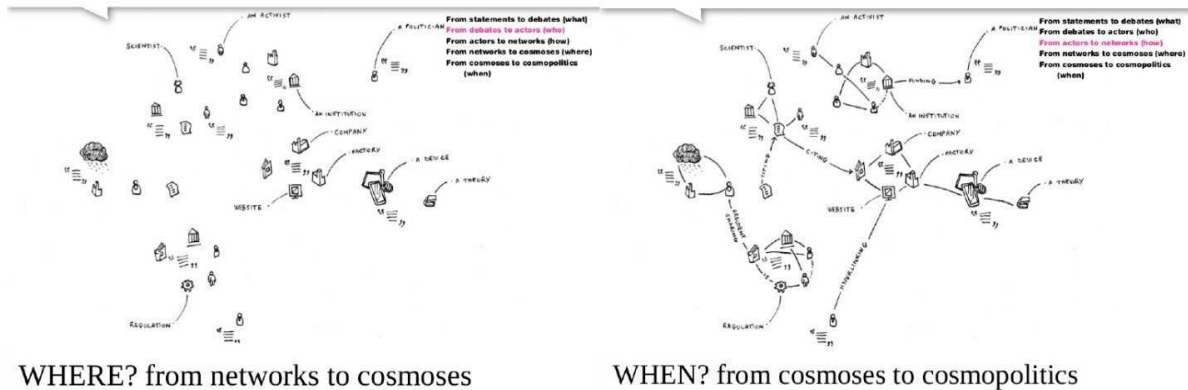 AN ACTIVIST
A POLITICIAN
SCIENTIST
From statements to debates (what)
From debates to actors (who)
From actors to networks (how)
From networks to cosmoses (where)
From cosmoses to cosmopolitics
(when)
AN INSTITUTION
COMPANY
FACTORY
A DEVICE
A THEORY
WEBSITE
REGULATION
WHERE? from networks to cosmoses
AN ACTIVIST
A POLITICIAN
SCIENTIST
From statements to debates (what)
From debates to actors (who)
From actors to networks (how)
From networks to cosmoses (where)
From cosmoses to cosmopolitics
(when)
FUNDING
AN INSTITUTION
COMPANY
CITING
CITING
FACTORY
A DEVICE
A THEORY
WEBSITE
HYPERLINKING
REGULATION
WHEN? from cosmoses to cosmopolitics